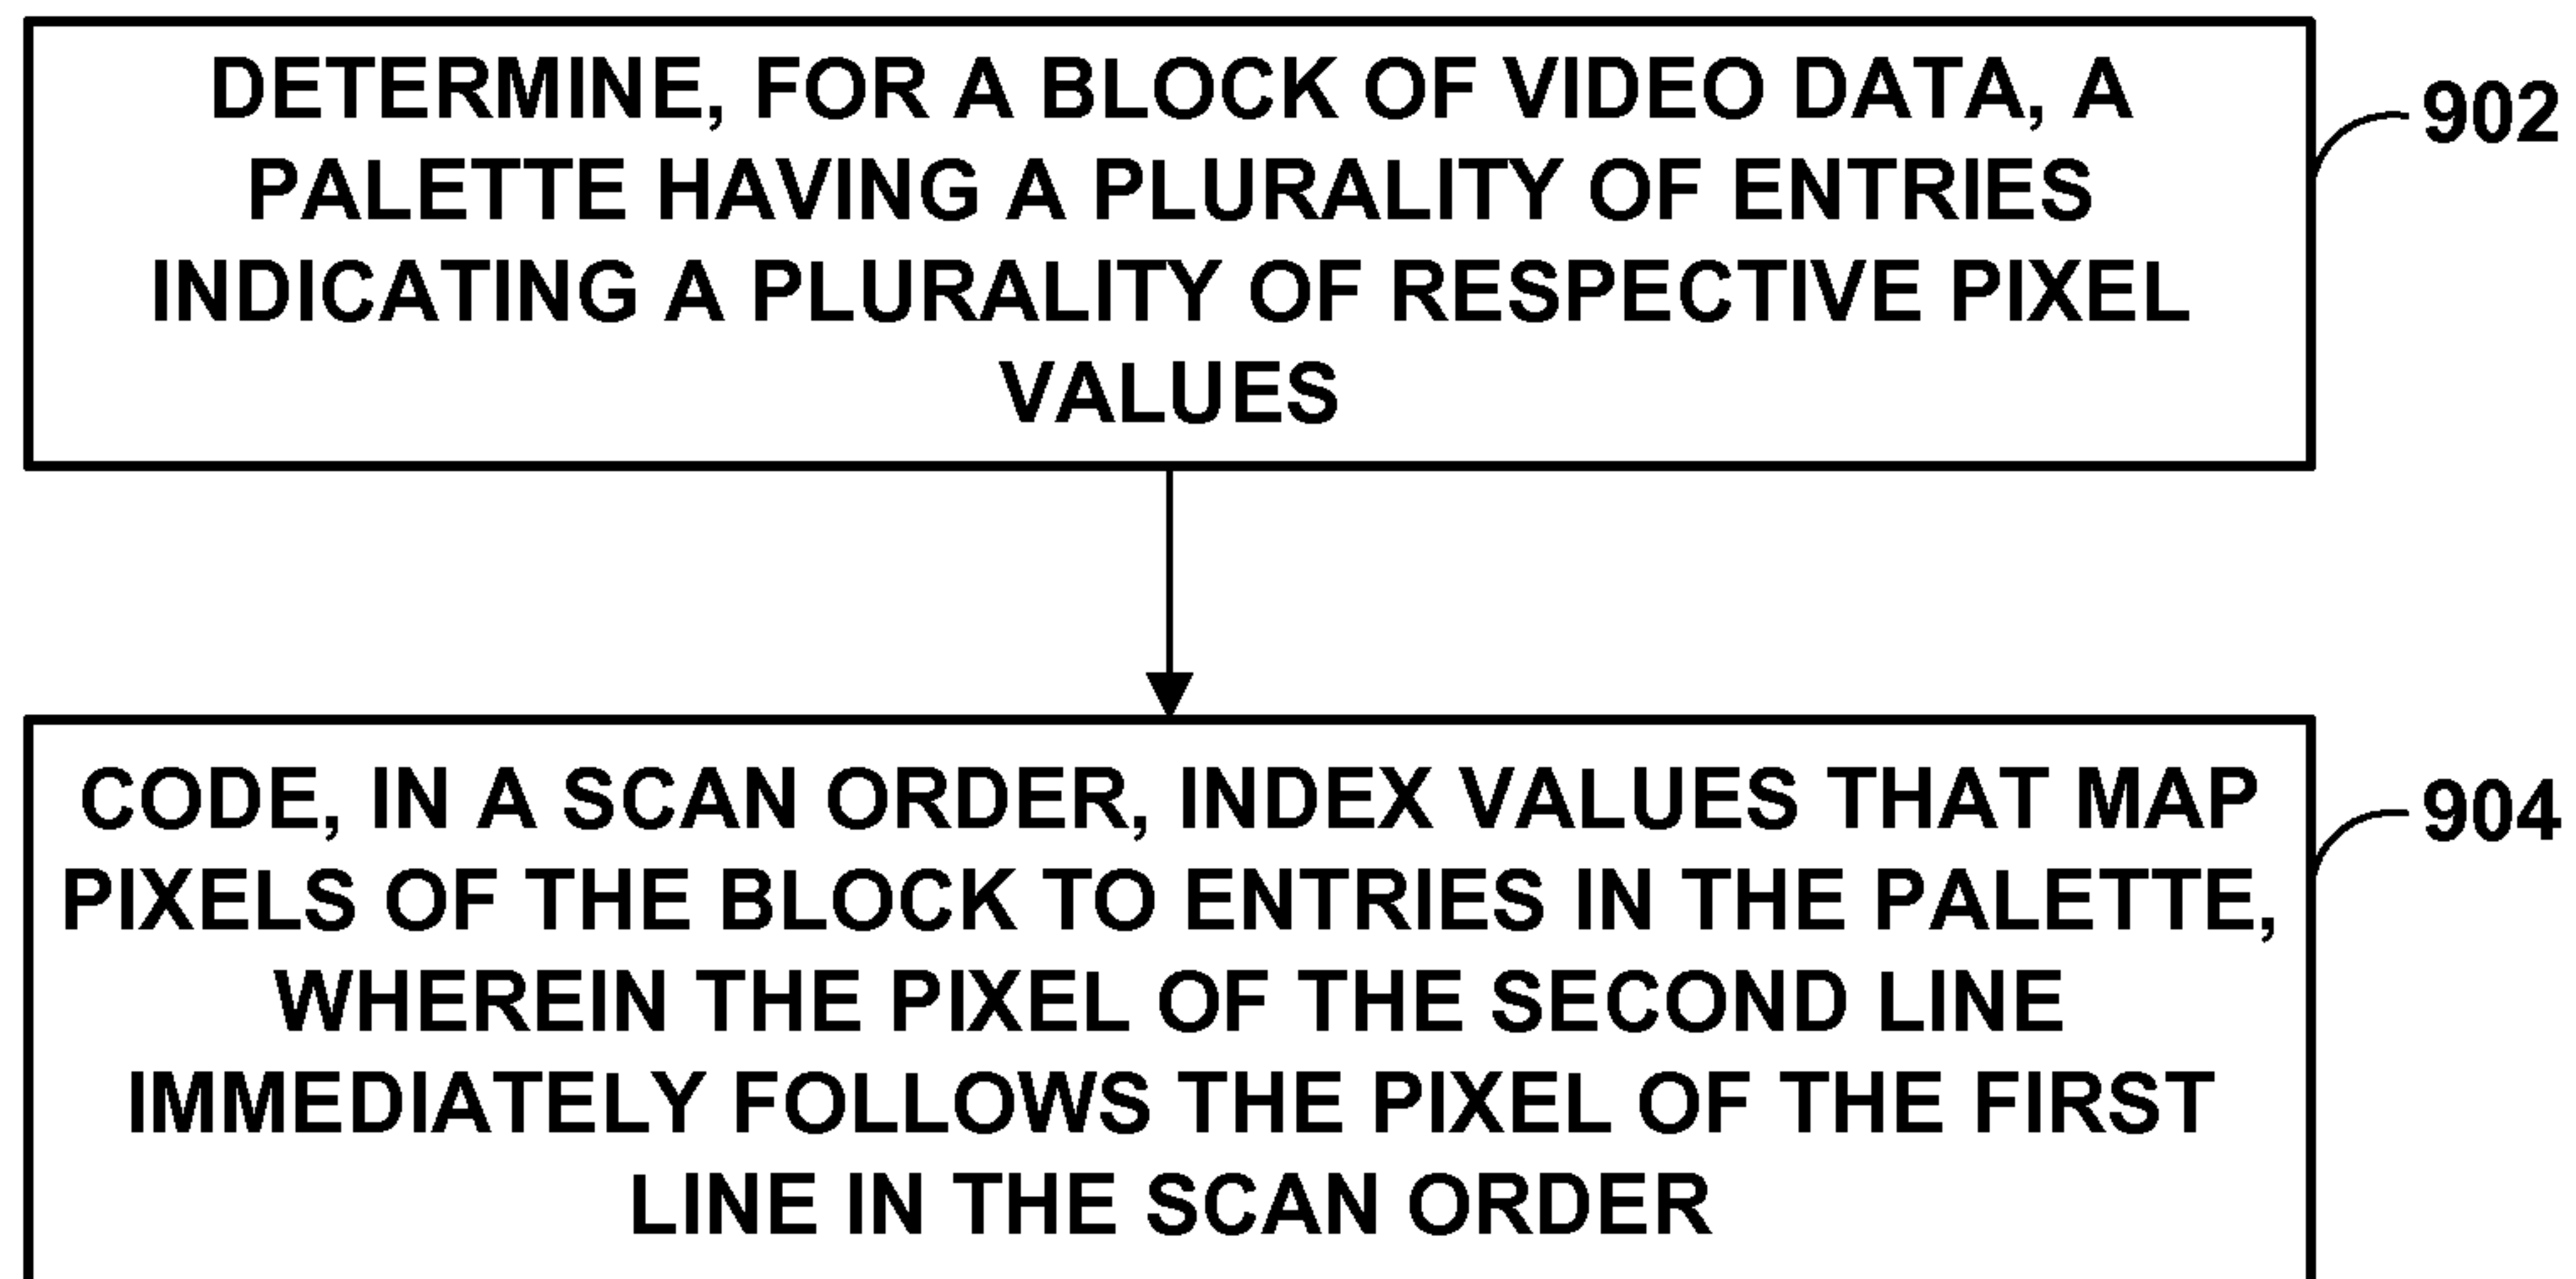 DETERMINE, FOR A BLOCK OF VIDEO DATA, A
PALETTE HAVING A PLURALITY OF ENTRIES
INDICATING A PLURALITY OF RESPECTIVE PIXEL
VALUES
902
CODE, IN A SCAN ORDER, INDEX VALUES THAT MAP
PIXELS OF THE BLOCK TO ENTRIES IN THE PALETTE,
WHEREIN THE PIXEL OF THE SECOND LINE
IMMEDIATELY FOLLOWS THE PIXEL OF THE FIRST
LINE IN THE SCAN ORDER
904